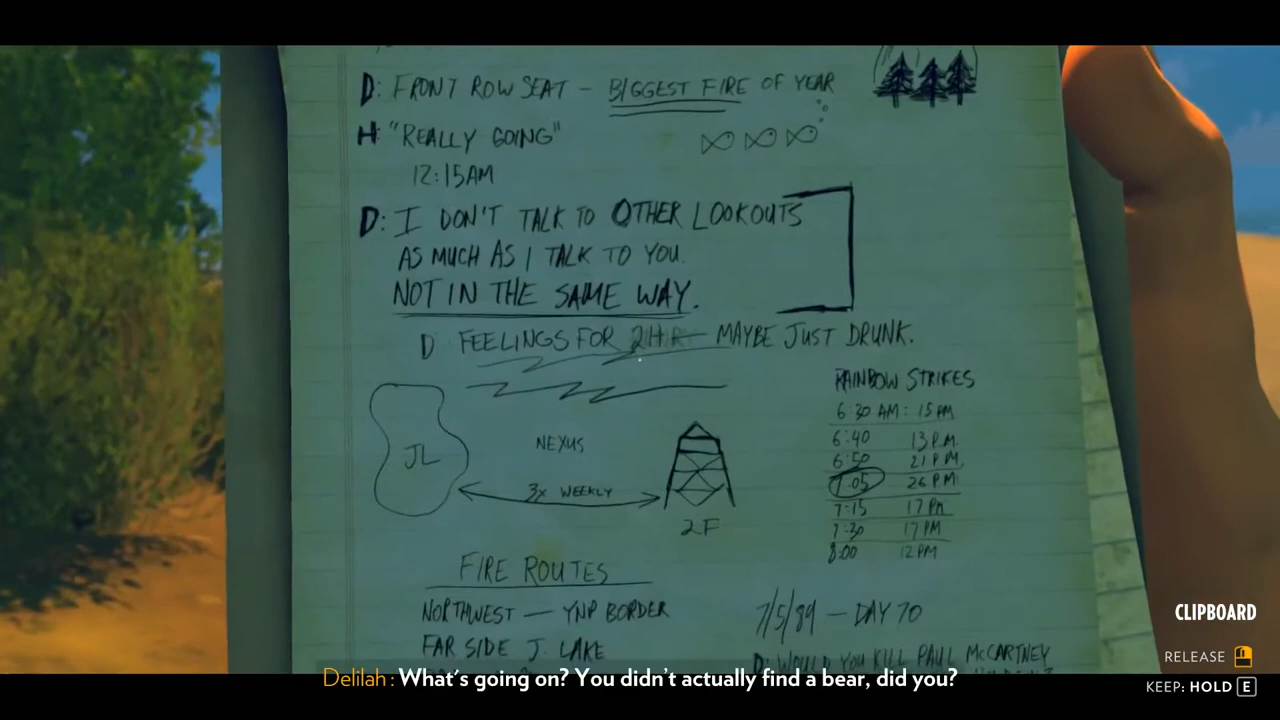 D: FRONT ROW SEAT - BIGGEST FIRE OF YEAR
H: "REALLY GOING"
12:15AM
D: I DON'T TALK TO OTHER LOOKOUTS
AS MUCH AS I TALK TO YOU.
NOT IN THE SAME WAY.
D FEELINGS FOR MAYBE JUST DRUNK.
RAINBOW STRIKES
6:30 AM: 15 PM
6:40 13 P.M.
6:50 21 P.M.
7:05 26 PM
7:15 17 PM
7:30 17 PM
8:00 12 PM
JL
NEXUS
3x WEEKLY
2F
FIRE ROUTES
NORTHWEST — YNP BORDER
FAR SIDE J. LAKE
7/5/89 — DAY 70
D: WOULD YOU KILL PAUL McCARTNEY
CLIPBOARD
RELEASE
KEEP: HOLD E
Delilah : What's going on? You didn't actually find a bear, did you?